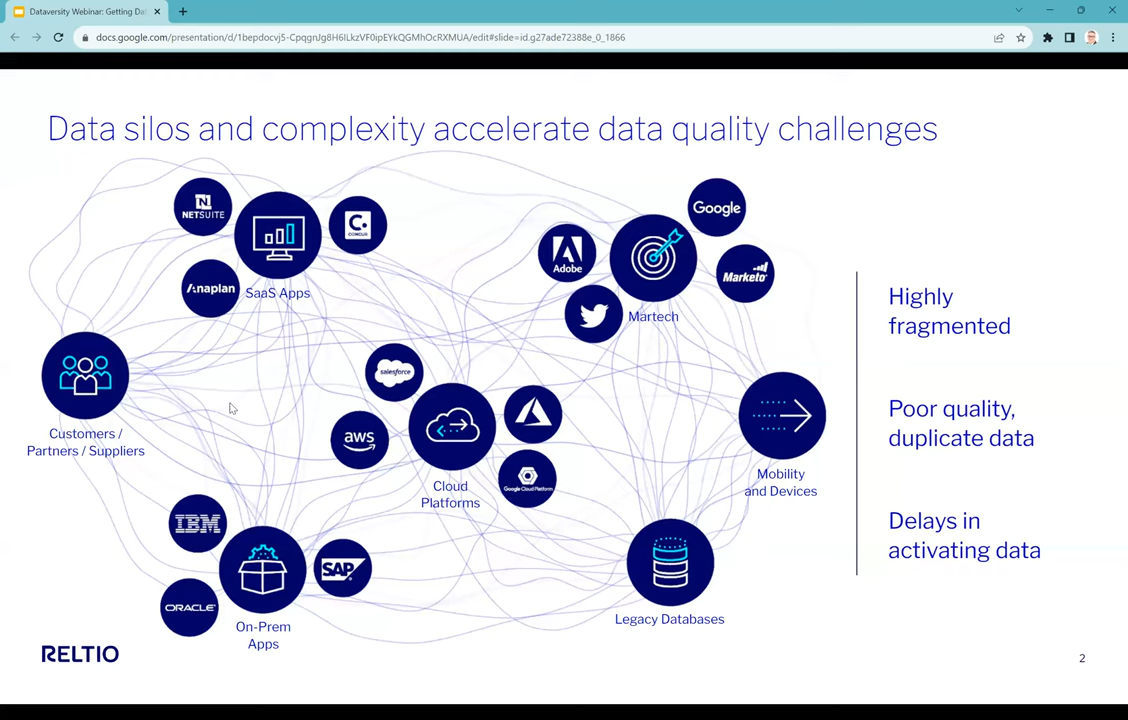 Dataversity Webinar: Getting Dat
docs.google.com/presentation/d/1bepdocvj5-CpqgnJg8H6ILkzVF0ipEYkQGMhOcRXMUA/edit#slide=id.g27ade72388e_0_1866
Data silos and complexity accelerate data quality challenges
N
NETSUITE
C.
CONCUR
Anaplan
SaaS Apps
Adobe
Google
Marketo
Martech
Customers /
Partners / Suppliers
salesforce
aws
Google Cloud Platform
Cloud
Platforms
Mobility
and Devices
IBM
SAP
ORACLE
On-Prem
Apps
Legacy Databases
Highly
fragmented
Poor quality,
duplicate data
Delays in
activating data
RELTIO
2